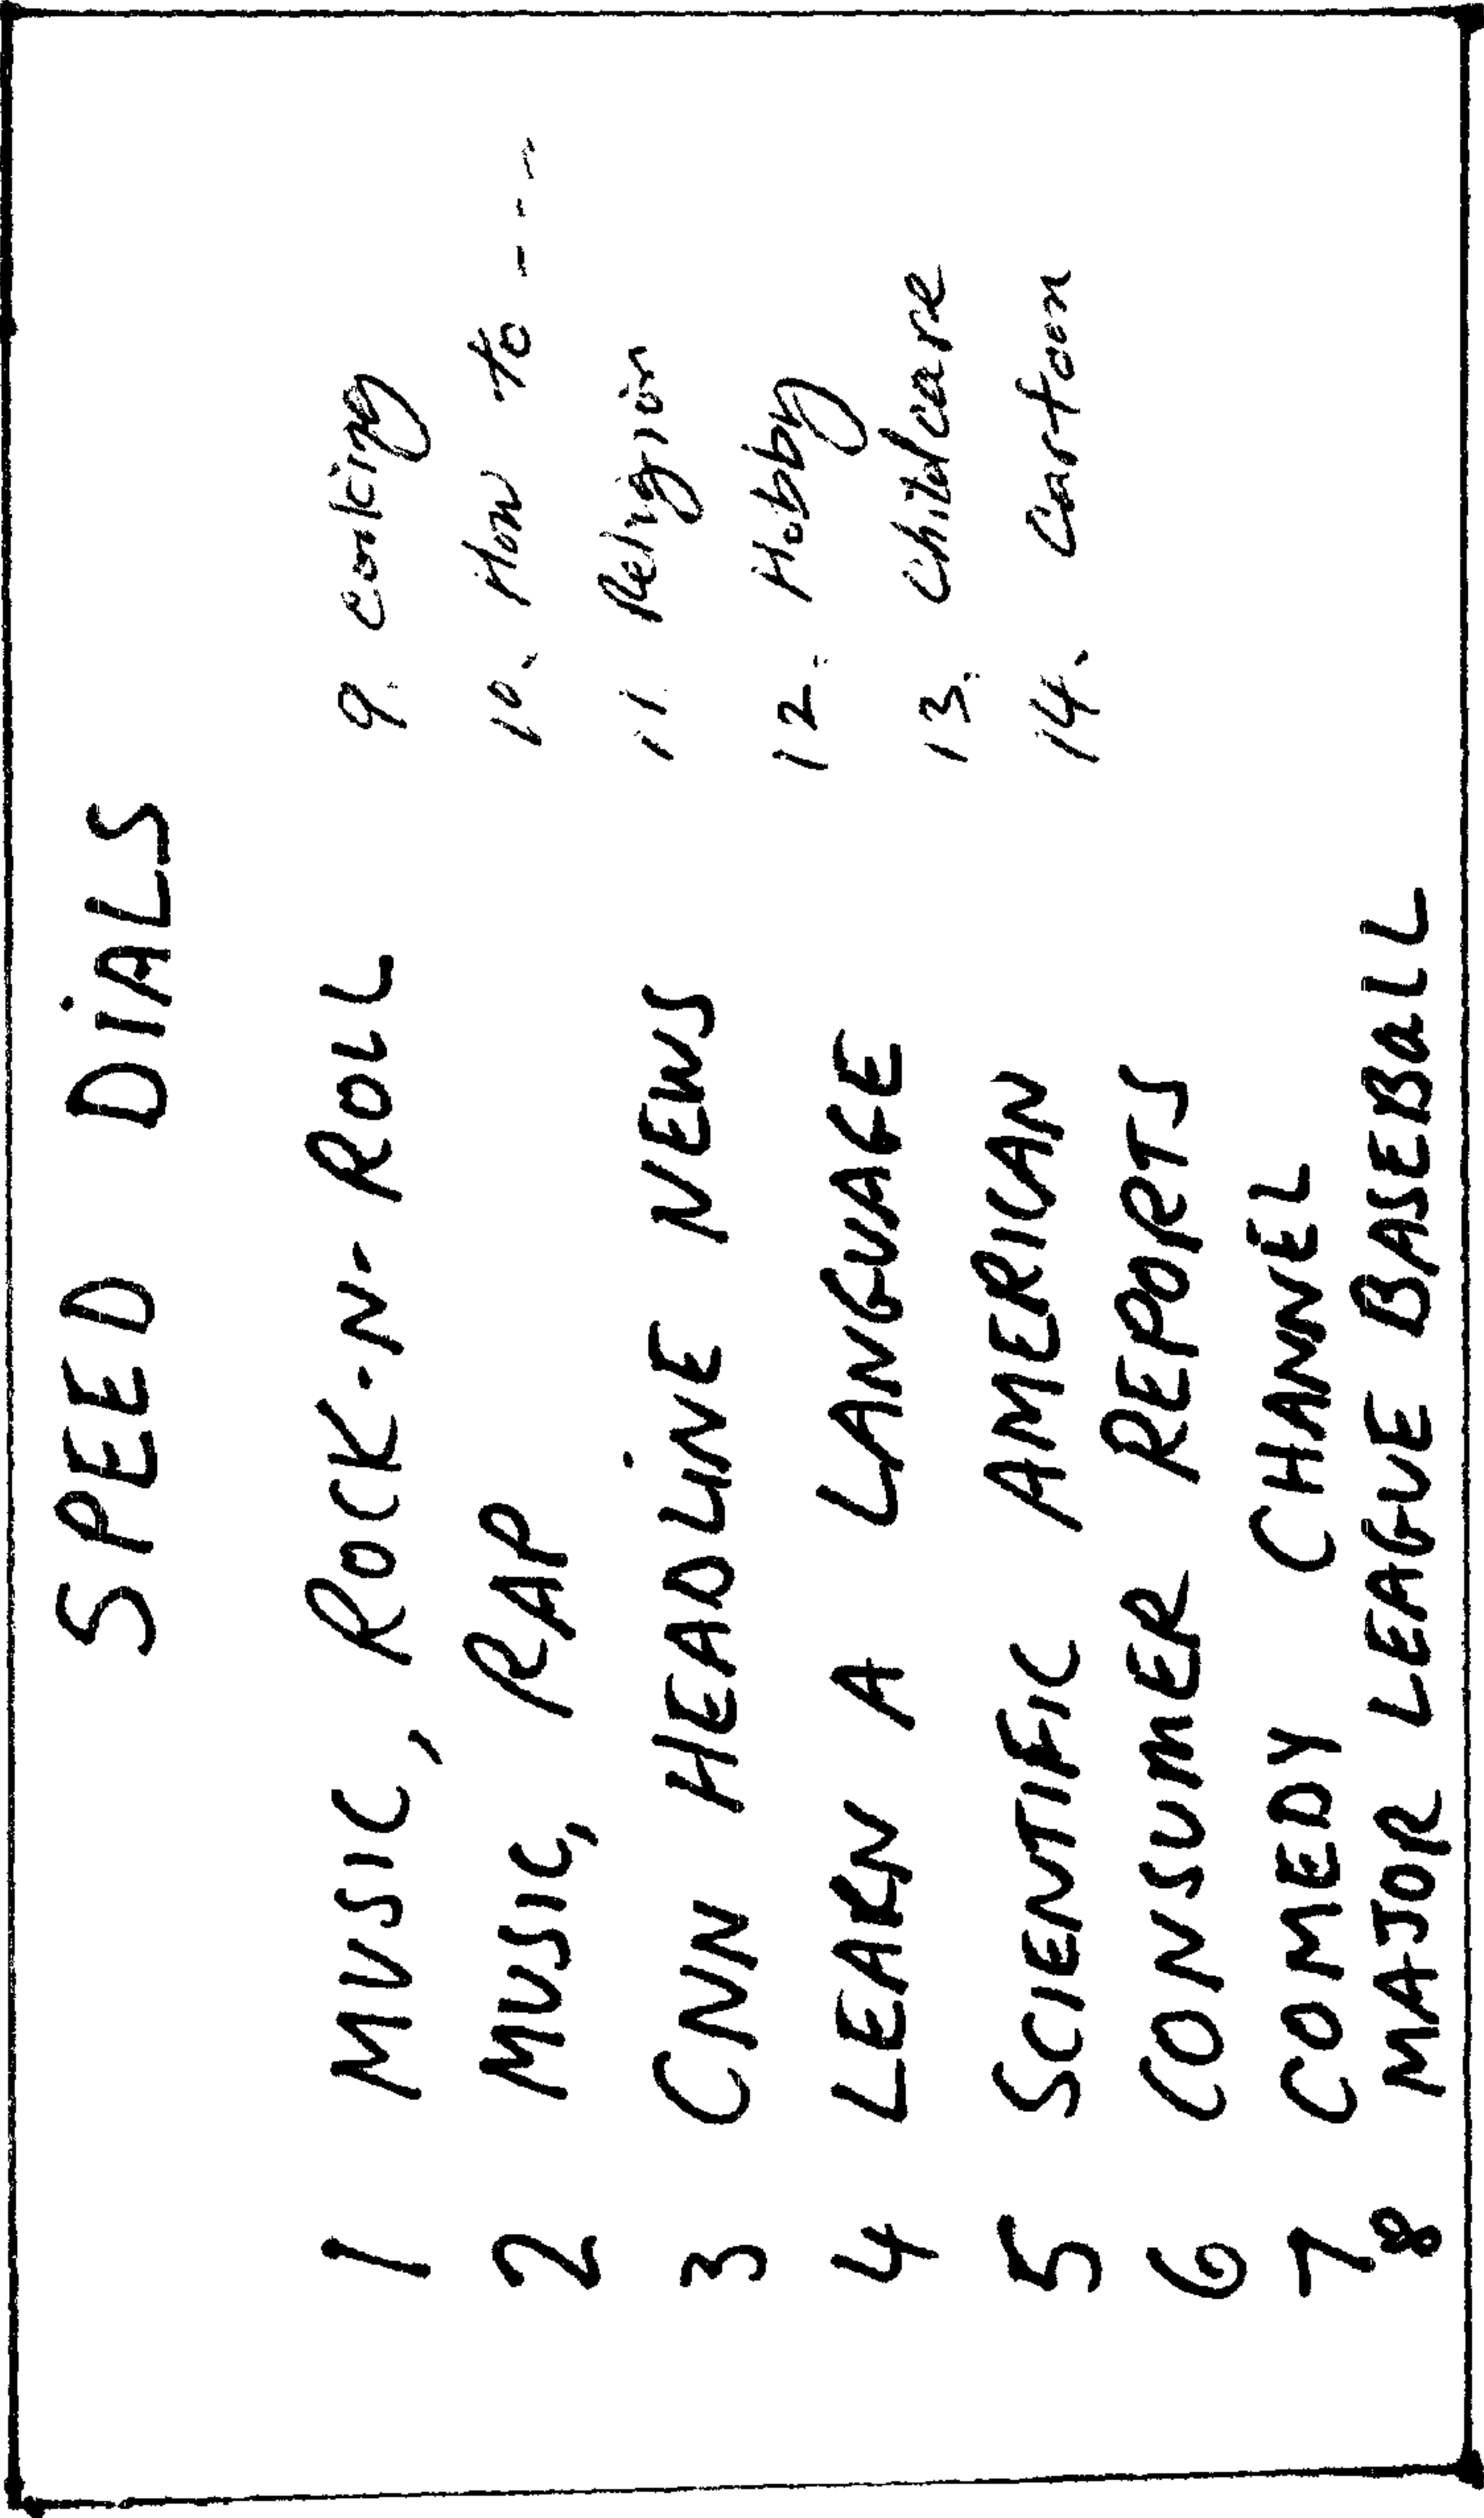 SPEED DIALS
1 MUSIC, ROCK-N-ROLL
2 MUSIC, RAP
3 CNN HEADLINE NEWS
4 LEARN A LANGUAGE
5 SCIENTIFIC AMERICAN
6 CONSUMER REPORTS
7 COMEDY CHANNEL
8 MAJOR LEAGUE BASEBALL
9. cooking
10. How to ---
11. Religion
12. Hobby
13. Childcare
14. Cartoon